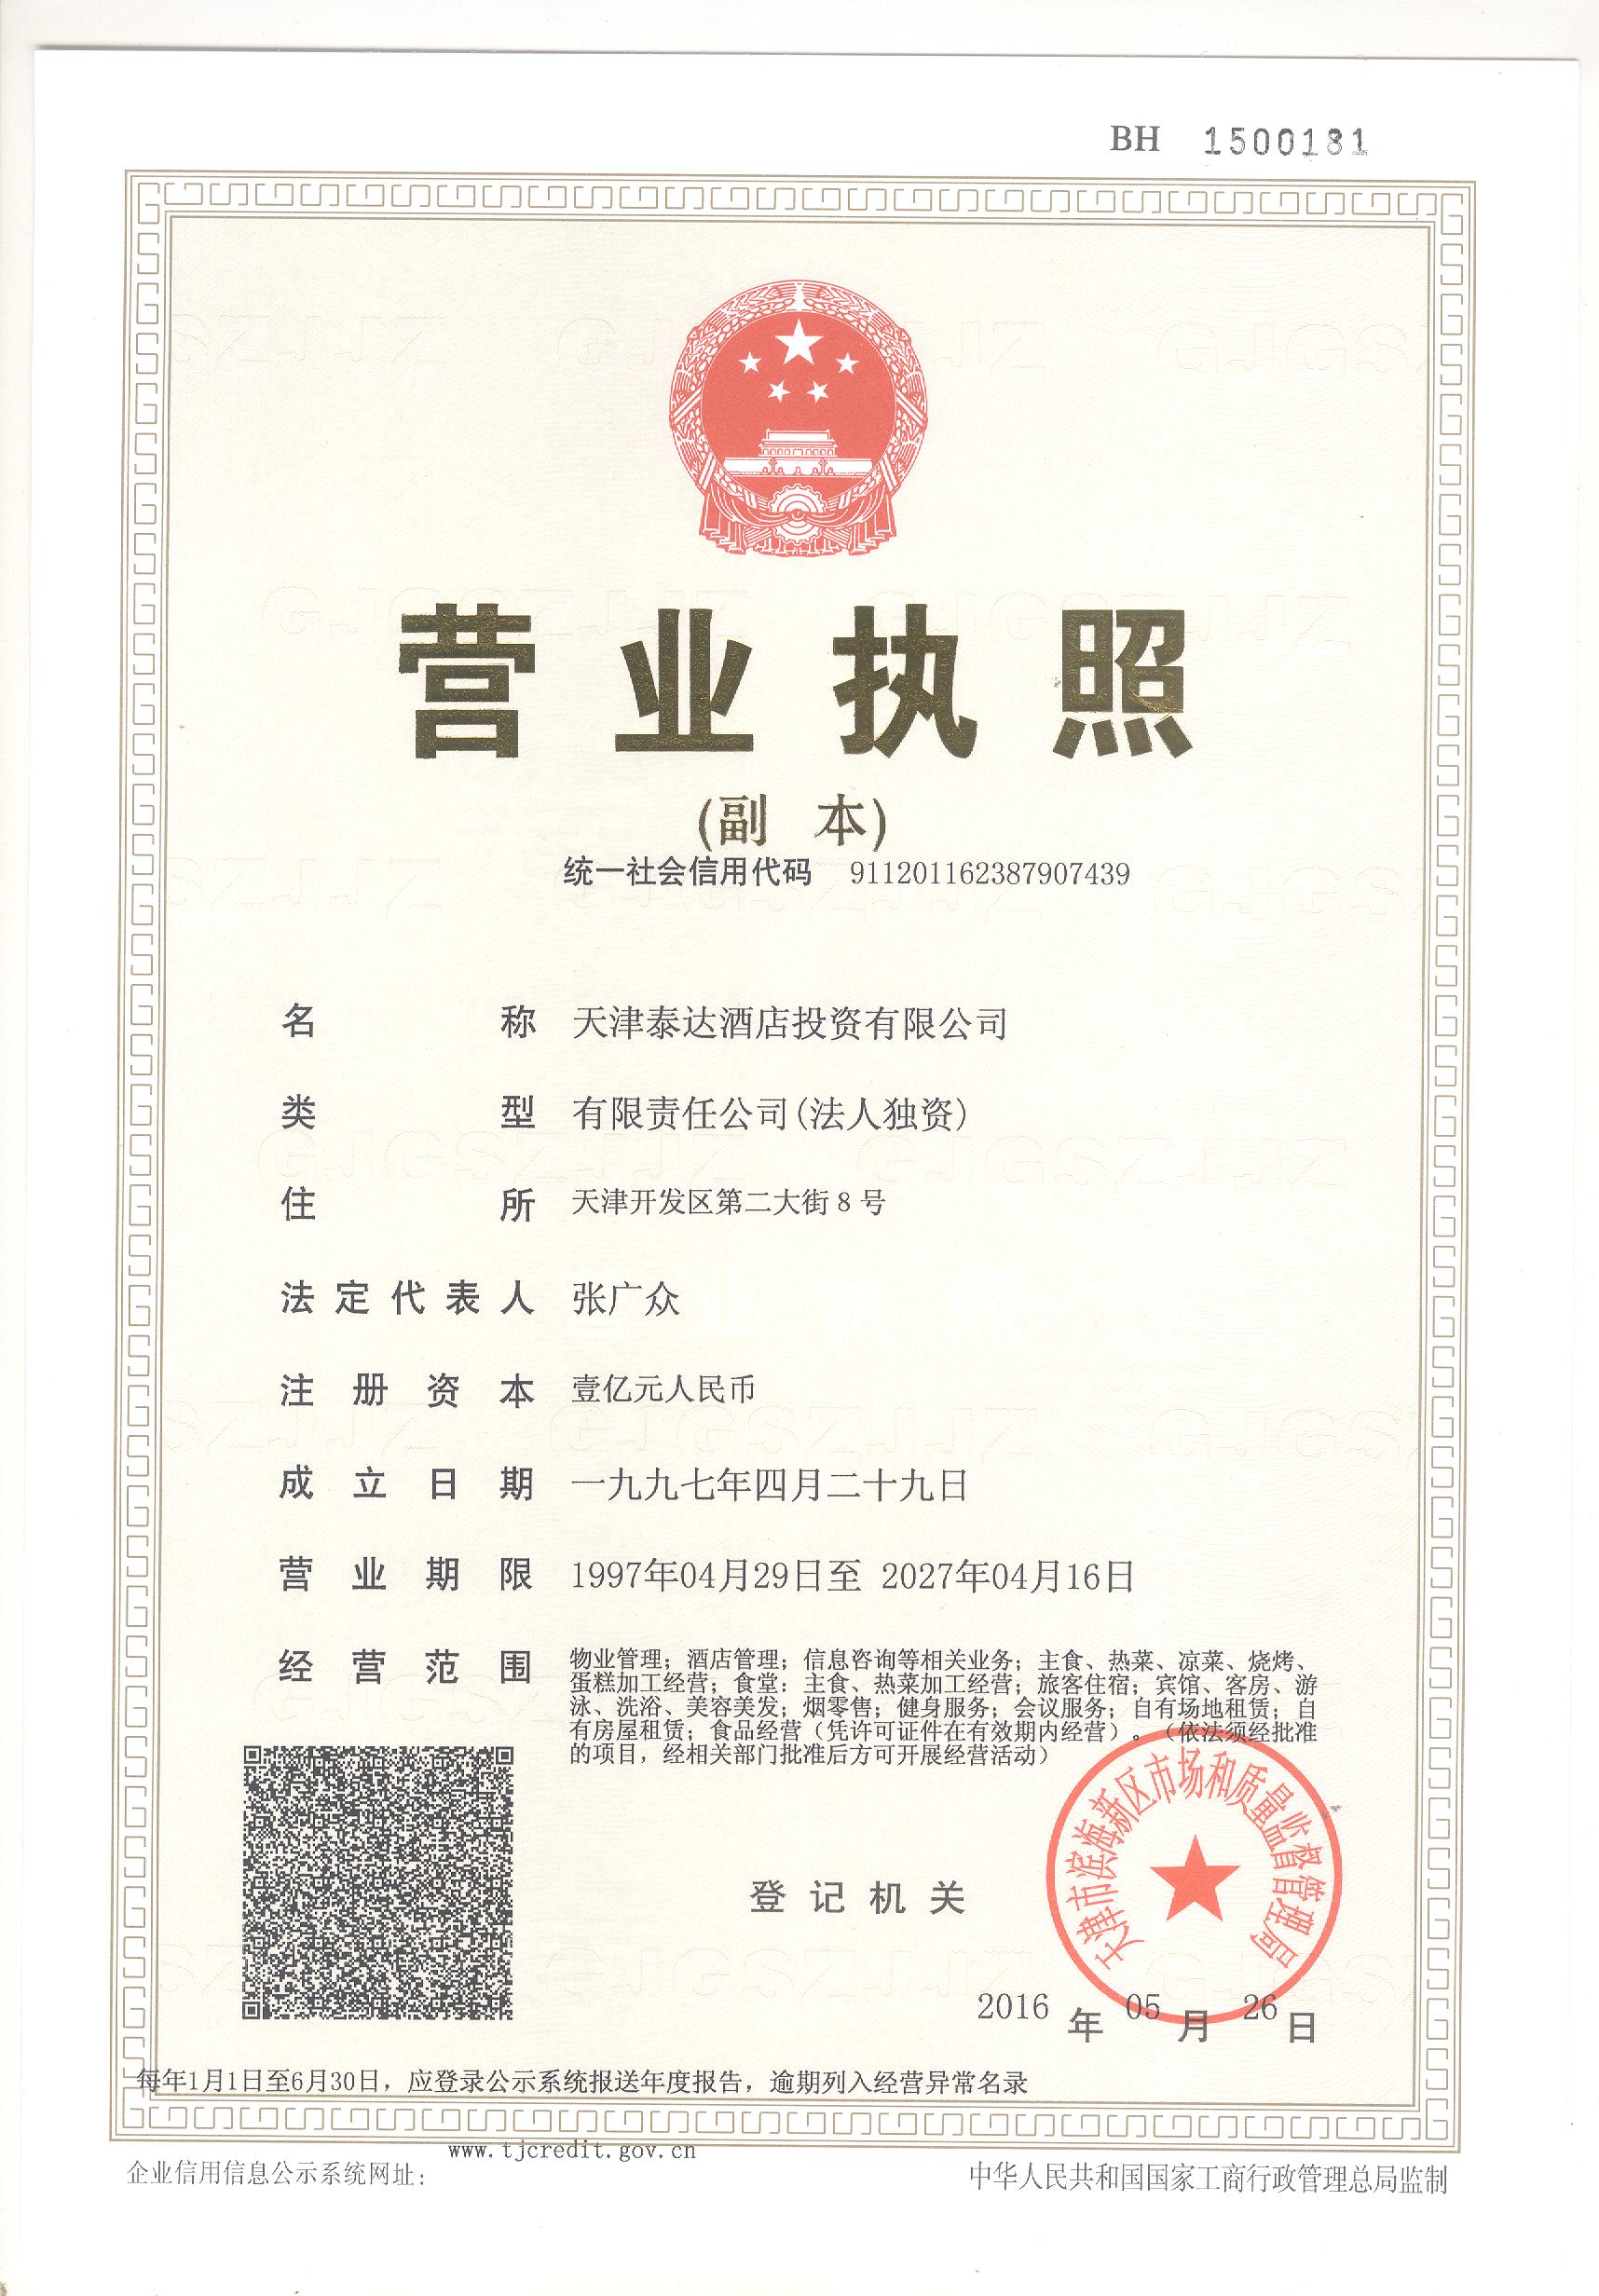 BH 1500181
营业执照
(副 本)
统一社会信用代码 911201162387907439
名称 天津泰达酒店投资有限公司
类型 有限责任公司(法人独资)
住所 天津开发区第二大街8号
法定代表人 张广众
注册资本 壹亿元人民币
成立日期 一九九七年四月二十九日
营业期限 1997年04月29日至 2027年04月16日
经营范围 物业管理；酒店管理；信息咨询等相关业务；主食、热菜、凉菜、烧烤、
蛋糕加工经营；食堂：主食、热菜加工经营；旅客住宿；宾馆、客房、游
泳、洗浴、美容美发；烟零售；健身服务；会议服务；自有场地租赁；自
有房屋租赁；食品经营（凭许可证件在有效期内经营）。（依法须经批准
的项目，经相关部门批准后方可开展经营活动）
天津市滨海新区市场和质量监督管理局
登记机关
2016年05月26日
每年1月1日至6月30日，应登录公示系统报送年度报告，逾期列入经营异常名录
www.tjcredit.gov.cn
企业信用信息公示系统网址：
中华人民共和国国家工商行政管理总局监制